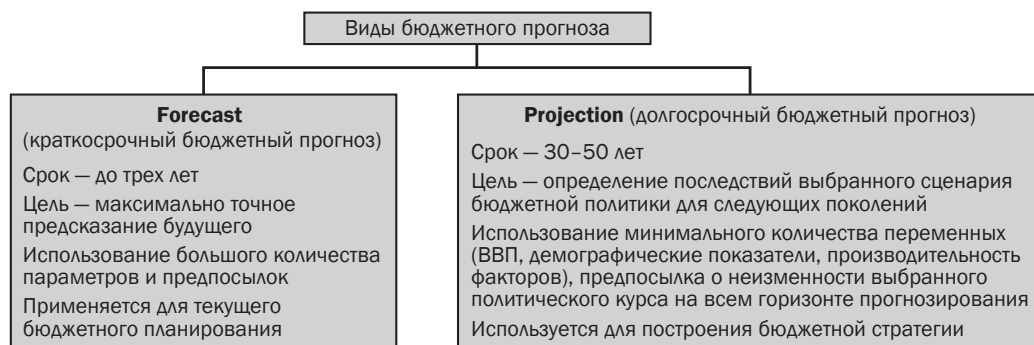 Виды бюджетного прогноза
Forecast
(краткосрочный бюджетный прогноз)
Срок — до трех лет
Цель — максимально точное
предсказание будущего
Использование большого количества
параметров и предпосылок
Применяется для текущего
бюджетного планирования
Projection (долгосрочный бюджетный прогноз)
Срок — 30–50 лет
Цель — определение последствий выбранного сценария
бюджетной политики для следующих поколений
Использование минимального количества переменных
(ВВП, демографические показатели, производительность
факторов), предпосылка о неизменности выбранного
политического курса на всем горизонте прогнозирования
Используется для построения бюджетной стратегии